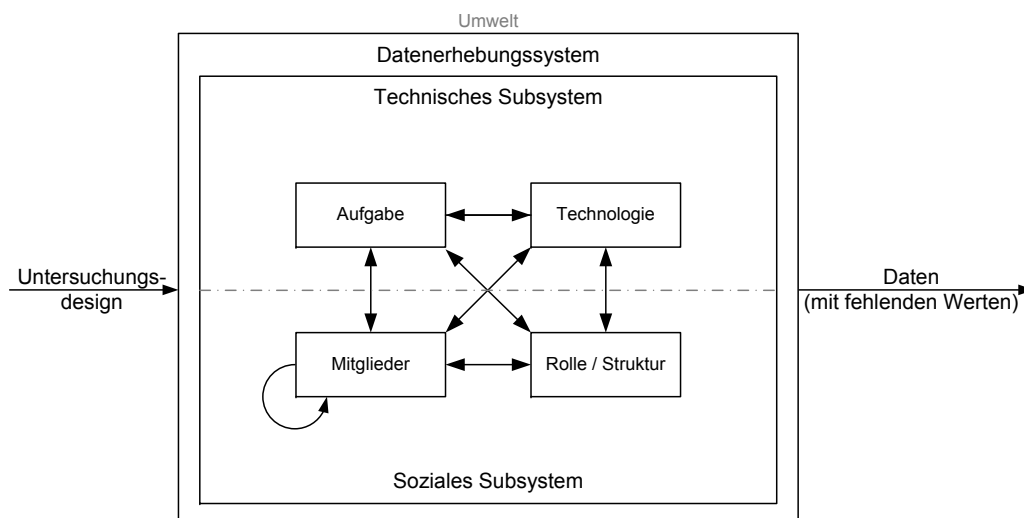 Umwelt
Datenerhebungssystem
Technisches Subsystem
Aufgabe
Technologie
Untersuchungs-
design
Daten
(mit fehlenden Werten)
Mitglieder
Rolle / Struktur
Soziales Subsystem